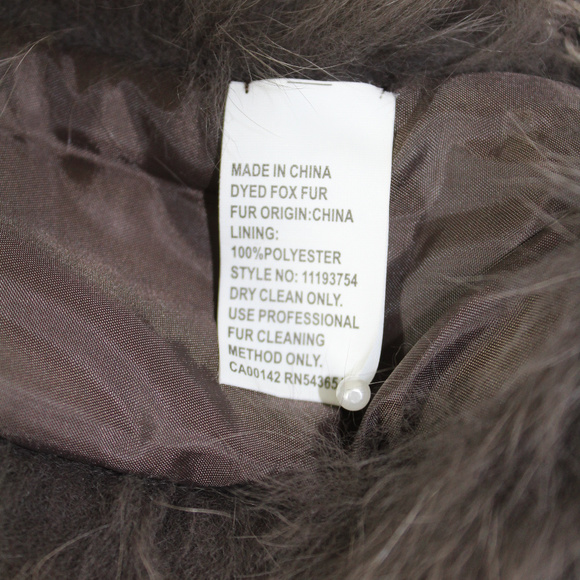 MADE IN CHINA
DYED FOX FUR
FUR ORIGIN:CHINA
LINING:
100%POLYESTER
STYLE NO: 11193754
DRY CLEAN ONLY.
USE PROFESSIONAL
FUR CLEANING
METHOD ONLY.
CA00142